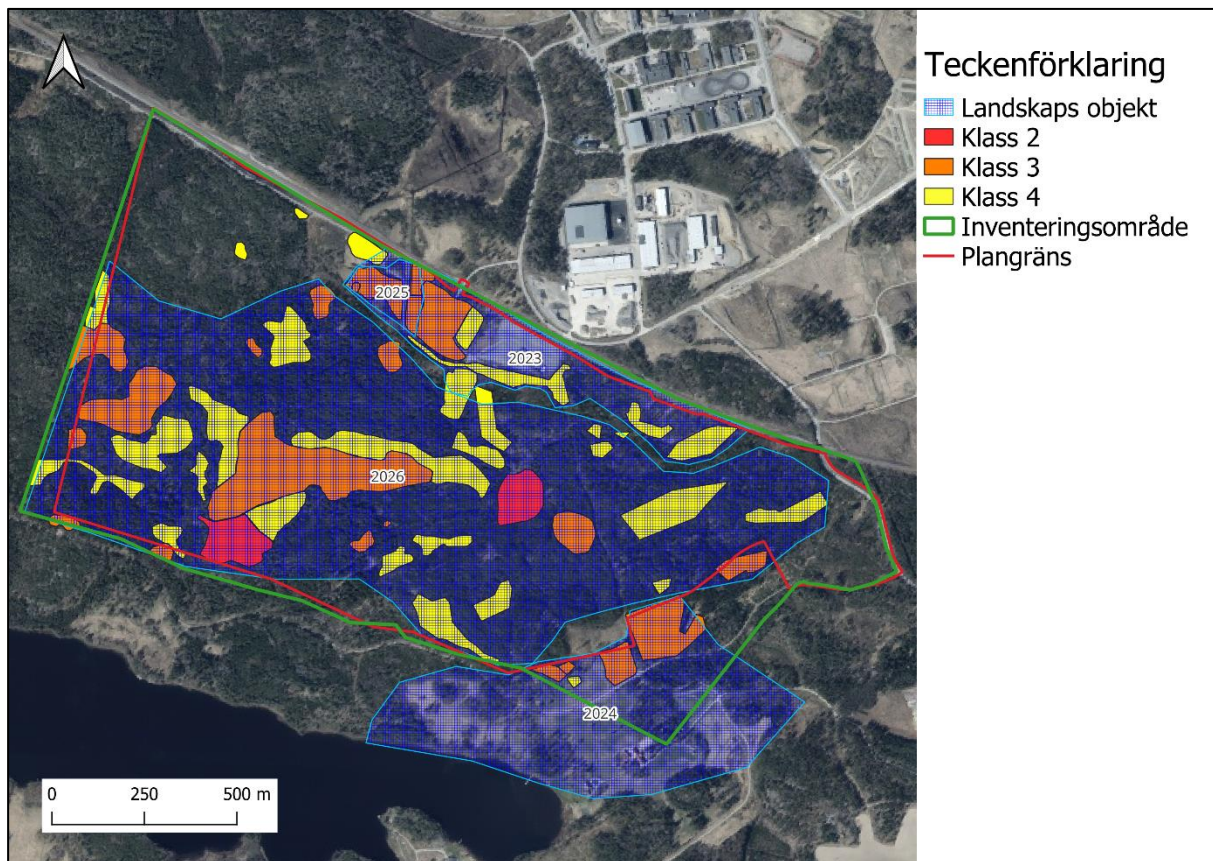 Teckenförklaring
Landskaps objekt
Klass 2
Klass 3
Klass 4
Inventeringsområde
Plangräns
2025
2023
2026
2024
0 250 500 m